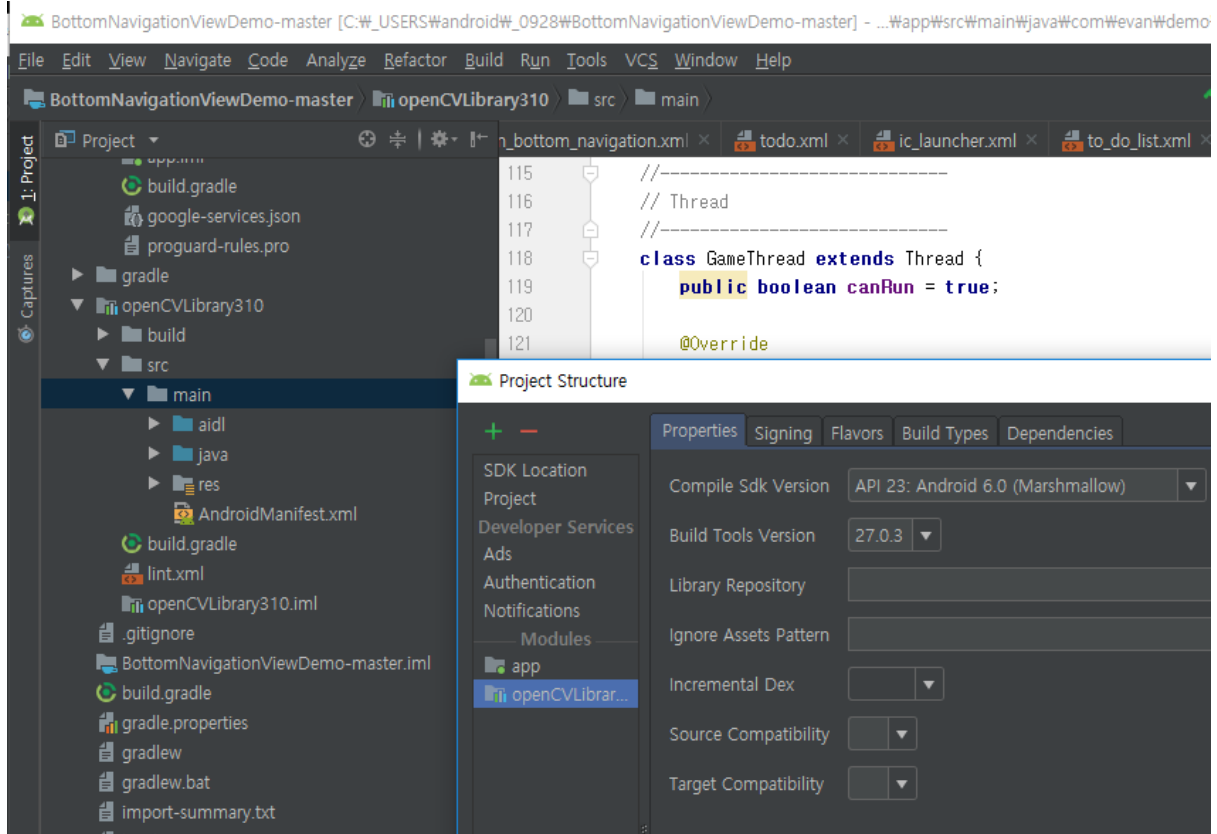 BottomNavigationViewDemo-master [C:₩_USERS₩android₩_0928₩BottomNavigationViewDemo-master] - ...₩app₩src₩main₩java₩com₩evan₩demo
File Edit View Navigate Code Analyze Refactor Build Run Tools VCS Window Help
BottomNavigationViewDemo-master openCVLibrary310 src main
1: Project
Captures
Project
n_bottom_navigation.xml todo.xml ic_launcher.xml to_do_list.xml
app.iml
build.gradle
google-services.json
proguard-rules.pro
gradle
openCVLibrary310
build
src
main
aidl
java
res
AndroidManifest.xml
build.gradle
lint.xml
openCVLibrary310.iml
.gitignore
BottomNavigationViewDemo-master.iml
build.gradle
gradle.properties
gradlew
gradlew.bat
import-summary.txt
115 //-----------------------------
116 // Thread
117 //-----------------------------
118 class GameThread extends Thread {
119 public boolean canRun = true;
120
121 @Override
Project Structure
SDK Location
Project
Developer Services
Ads
Authentication
Notifications
Modules
app
openCVLibrar...
Properties Signing Flavors Build Types Dependencies
Compile Sdk Version API 23: Android 6.0 (Marshmallow)
Build Tools Version 27.0.3
Library Repository
Ignore Assets Pattern
Incremental Dex
Source Compatibility
Target Compatibility